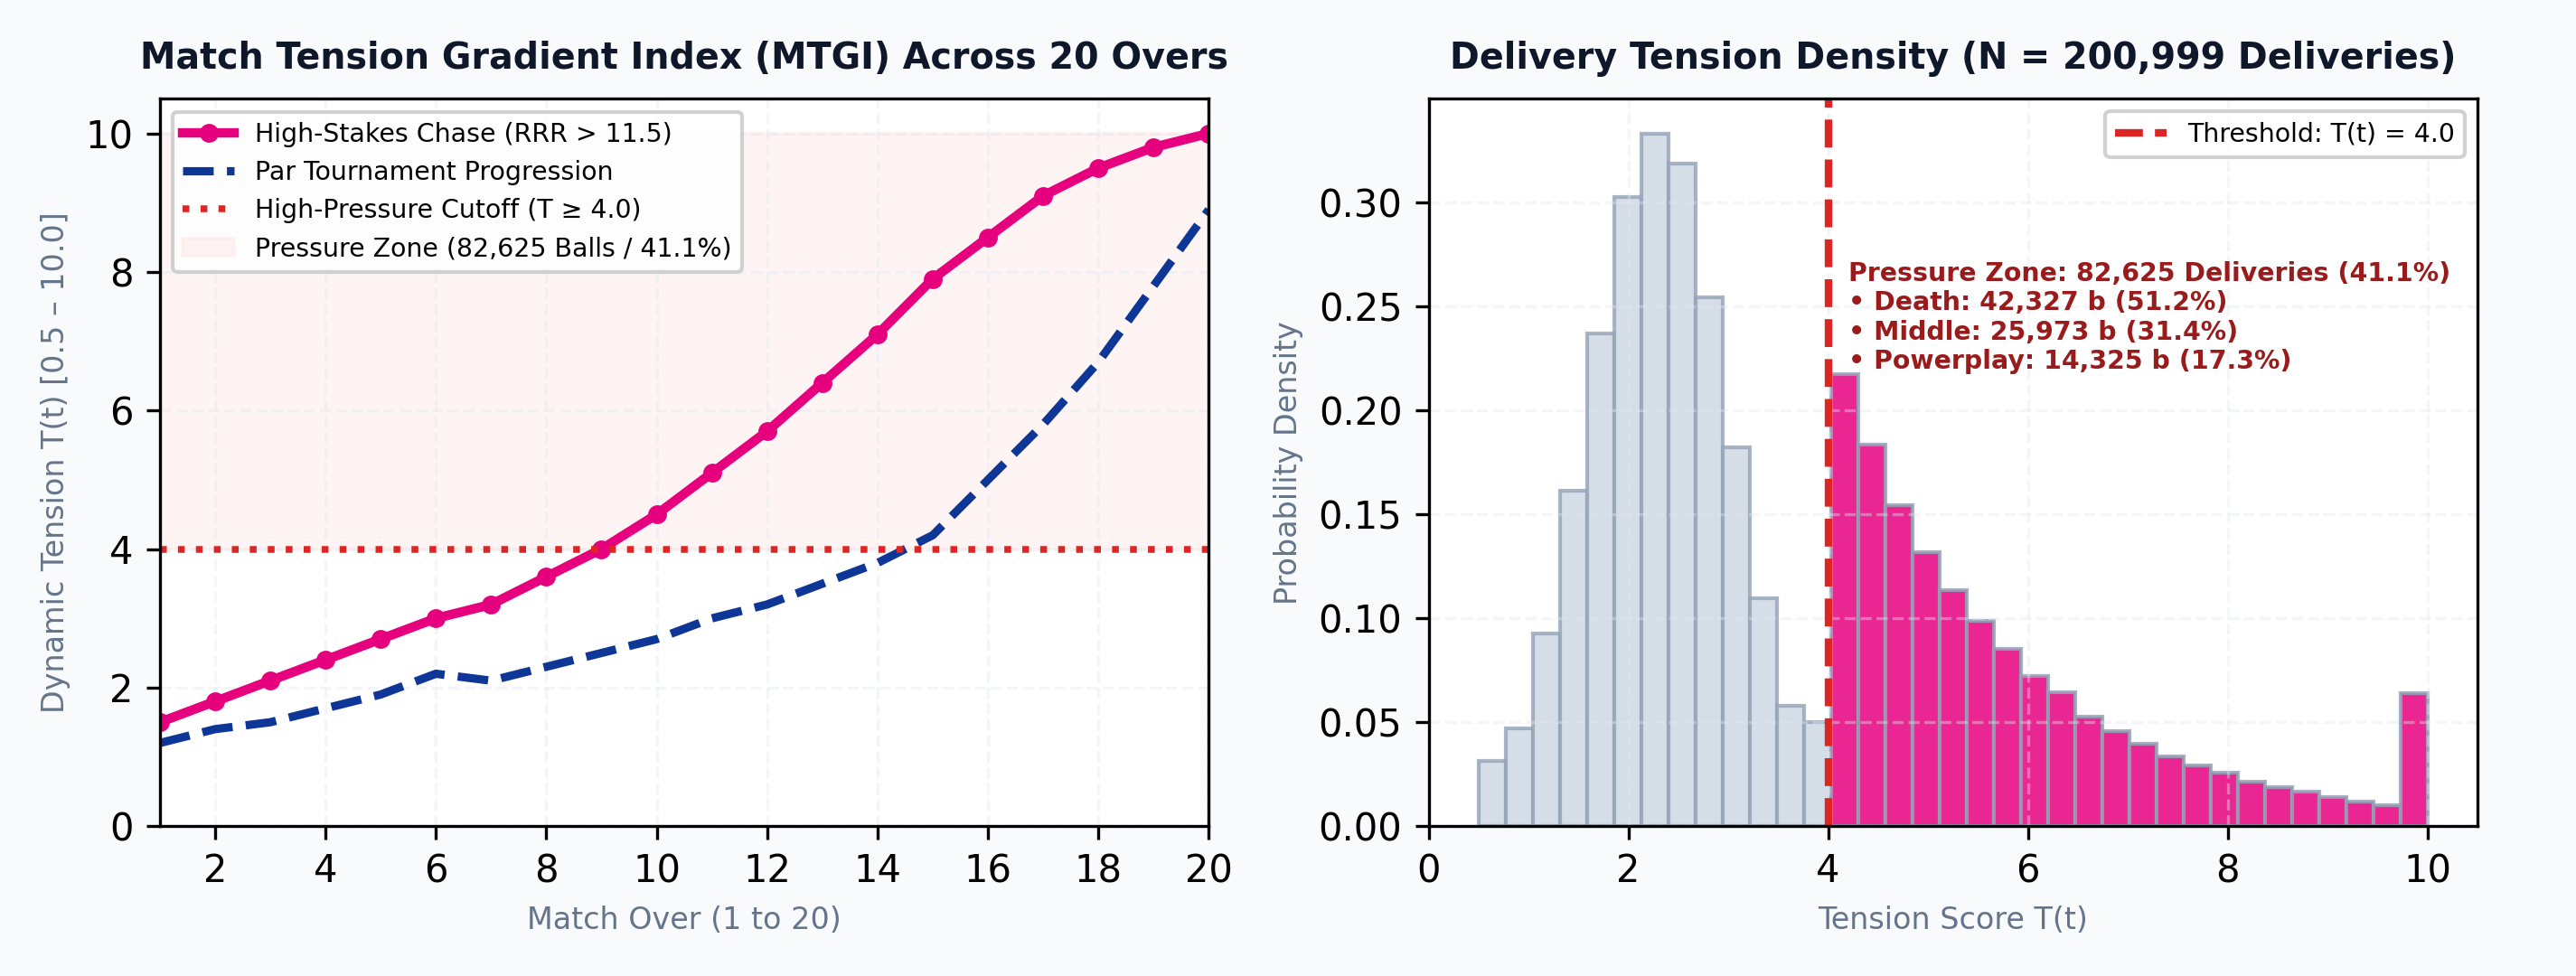 Match Tension Gradient Index (MTGI) Across 20 Overs
High-Stakes Chase (RRR > 11.5)
Par Tournament Progression
High-Pressure Cutoff (T ≥ 4.0)
Pressure Zone (82,625 Balls / 41.1%)
Dynamic Tension T(t) [0.5 – 10.0]
10
8
6
4
2
0
2 4 6 8 10 12 14 16 18 20
Match Over (1 to 20)
Delivery Tension Density (N = 200,999 Deliveries)
Threshold: T(t) = 4.0
Pressure Zone: 82,625 Deliveries (41.1%)
• Death: 42,327 b (51.2%)
• Middle: 25,973 b (31.4%)
• Powerplay: 14,325 b (17.3%)
Probability Density
0.30
0.25
0.20
0.15
0.10
0.05
0.00
0 2 4 6 8 10
Tension Score T(t)